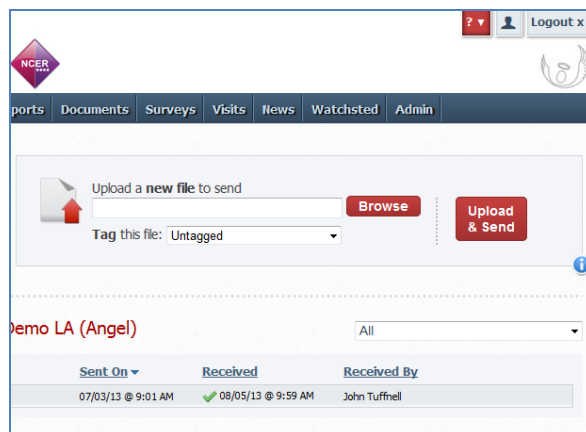 ? ▼ Logout x
NCER
ports Documents Surveys Visits News Watchsted Admin
Upload a new file to send
Browse
Upload
& Send
Tag this file: Untagged
Demo LA (Angel)
All
Sent On Received Received By
07/03/13 @ 9:01 AM 08/05/13 @ 9:59 AM John Tuffnell